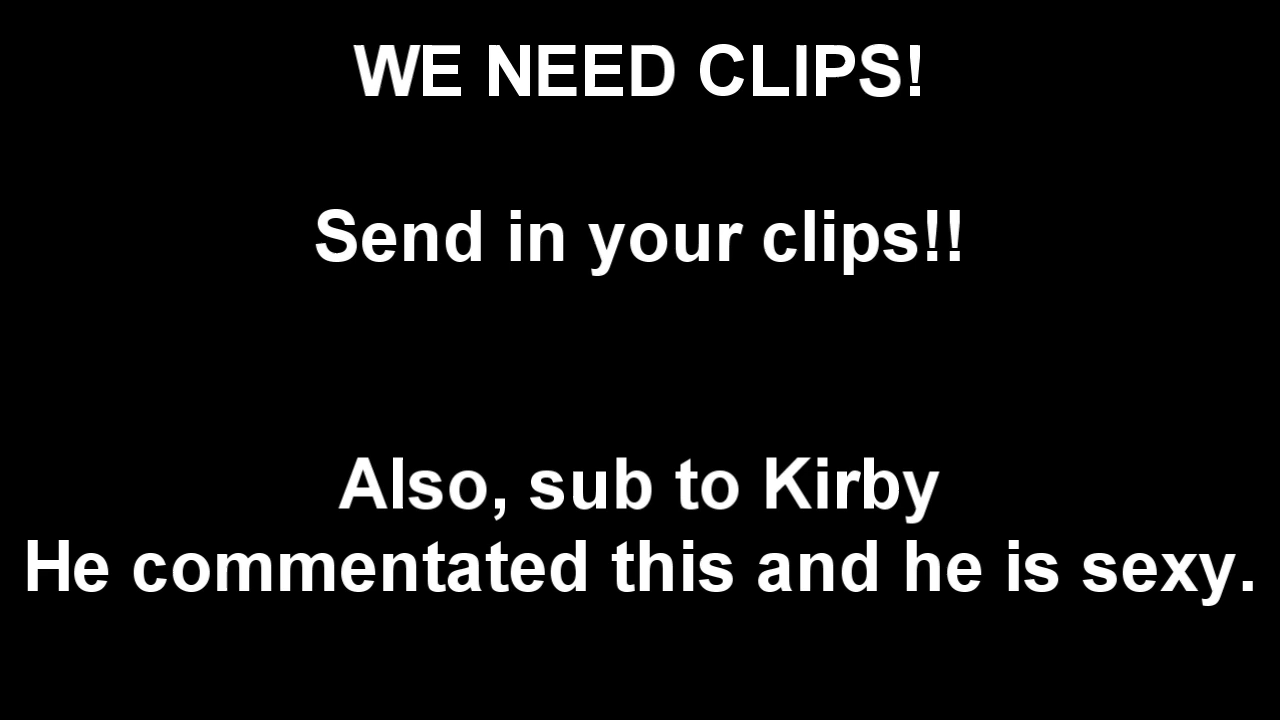 WE NEED CLIPS!
Send in your clips!!
Also, sub to Kirby
He commentated this and he is sexy.